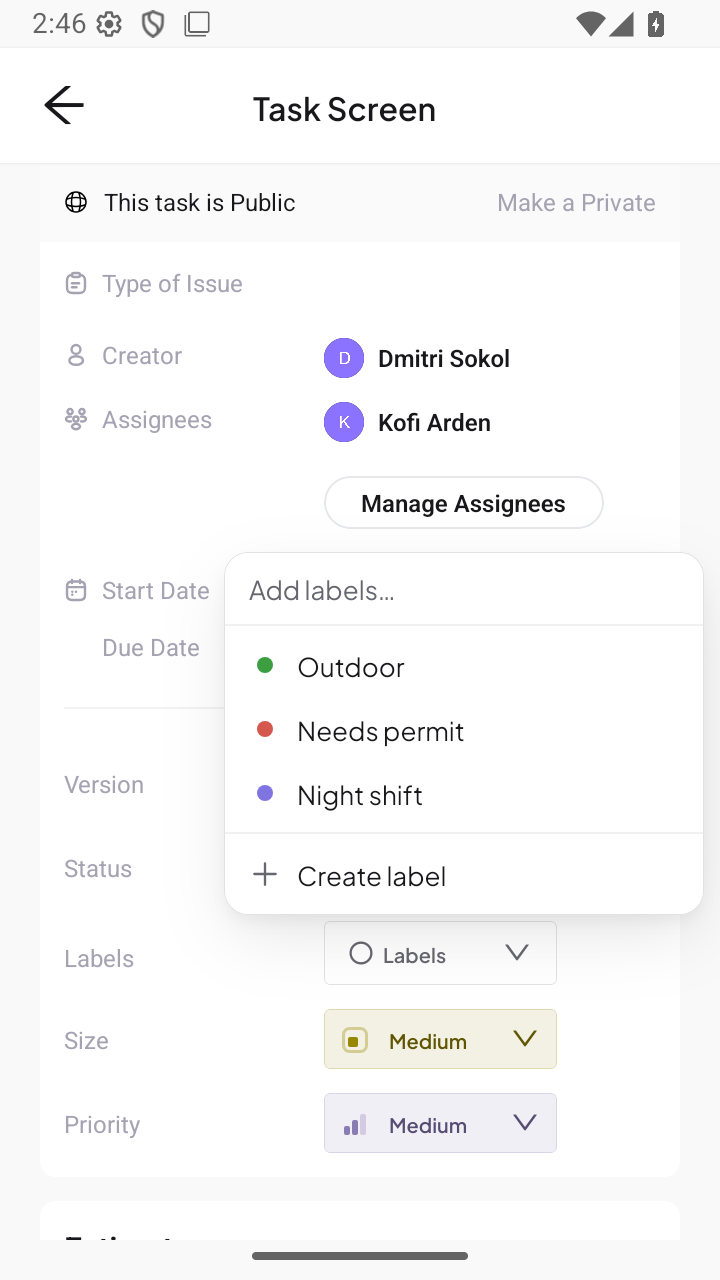 2:46
Task Screen
This task is Public
Make a Private
Type of Issue
Creator
D
Dmitri Sokol
Assignees
K
Kofi Arden
Manage Assignees
Start Date
Due Date
Add labels...
Outdoor
Needs permit
Night shift
Create label
Version
Status
Labels
Labels
Size
Medium
Priority
Medium